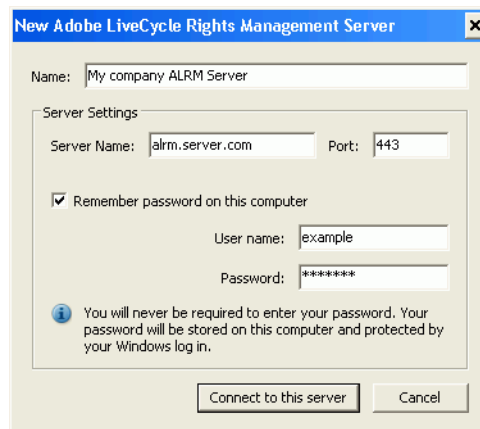 New Adobe LiveCycle Rights Management Server
Name: My company ALRM Server
Server Settings
Server Name: alrm.server.com Port: 443
Remember password on this computer
User name: example
Password: *******
You will never be required to enter your password. Your
password will be stored on this computer and protected by
your Windows log in.
Connect to this server Cancel